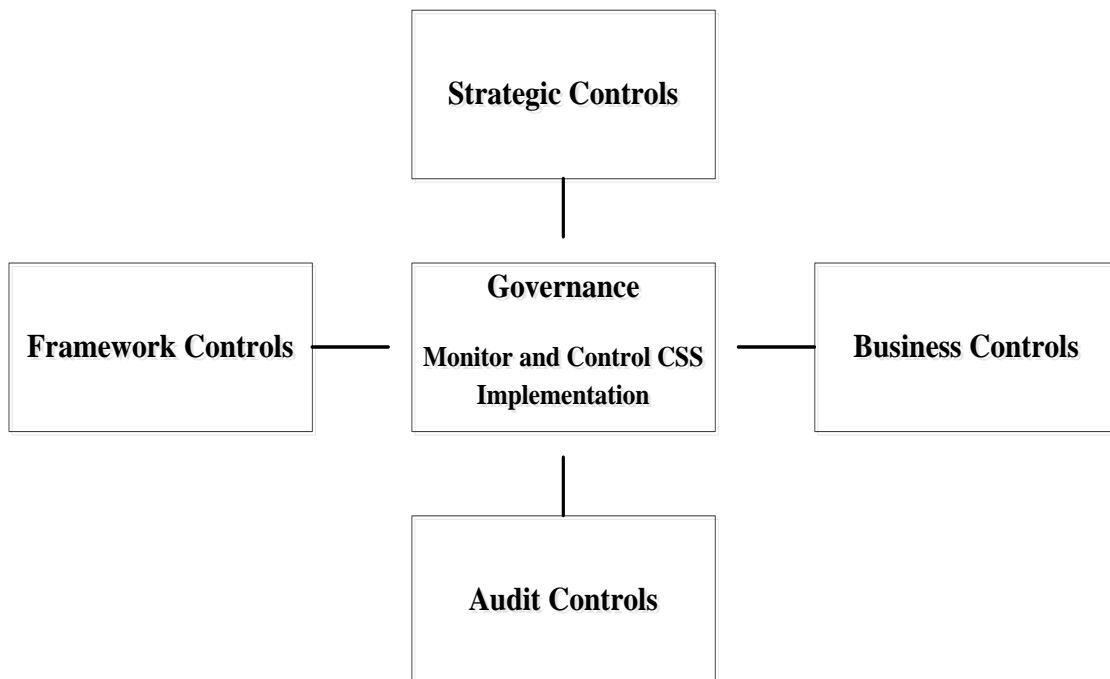 Strategic Controls
Governance
Framework Controls
Monitor and Control CSS
Implementation
Business Controls
Audit Controls